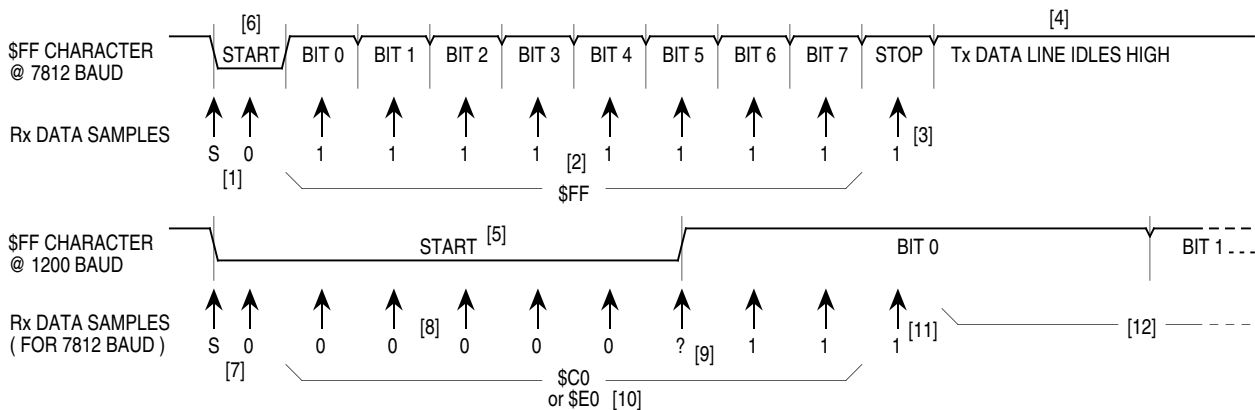 [6] [4]
$FF CHARACTER @ 7812 BAUD
START BIT 0 BIT 1 BIT 2 BIT 3 BIT 4 BIT 5 BIT 6 BIT 7 STOP Tx DATA LINE IDLES HIGH
Rx DATA SAMPLES
S 0 1 1 1 1 1 1 1 1 1 [3]
[1] [2]
$FF
$FF CHARACTER @ 1200 BAUD
START [5] BIT 0 BIT 1
Rx DATA SAMPLES
( FOR 7812 BAUD )
S 0 0 0 [8] 0 0 0 ? [9] 1 1 1 [11] [12]
[7]
$C0
or $E0 [10]